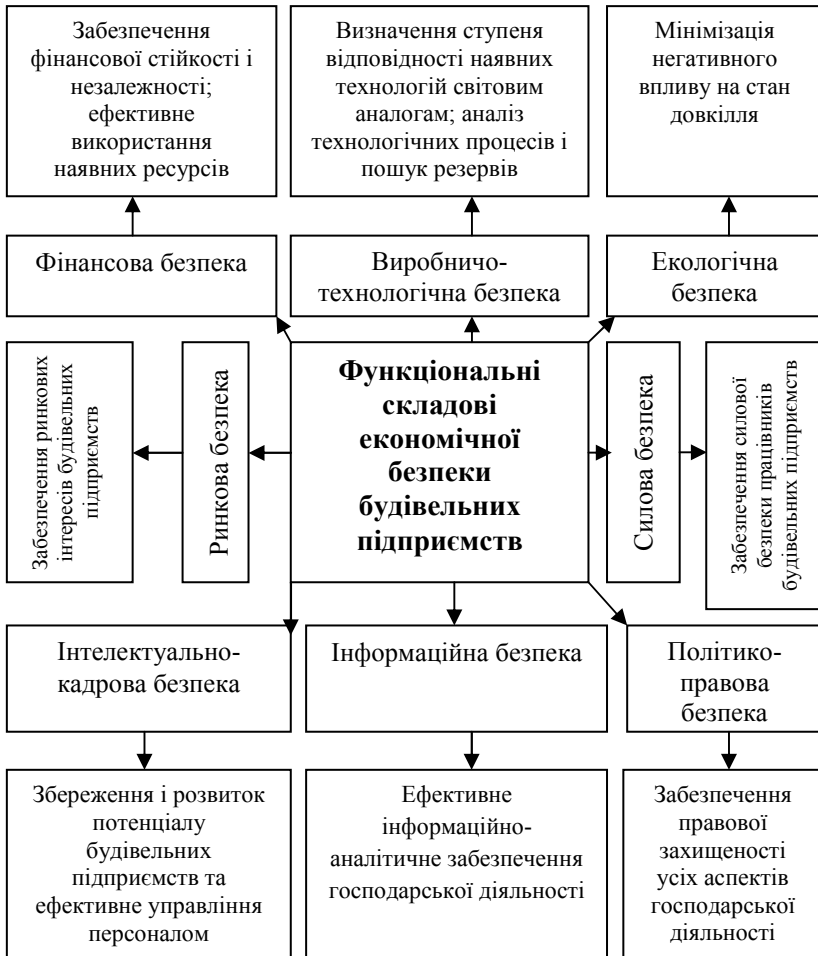 Забезпечення
фінансової стійкості і
незалежності;
ефективне
використання
наявних ресурсів
Визначення ступеня
відповідності наявних
технологій світовим
аналогам; аналіз
технологічних процесів і
пошук резервів
Мінімізація
негативного
впливу на стан
довкілля
Фінансова безпека
Виробничо-
технологічна безпека
Екологічна
безпека
Забезпечення ринкових
інтересів будівельних
підприємств
Ринкова безпека
Функціональні
складові
економічної
безпеки
будівельних
підприємств
Силова безпека
Забезпечення силової
безпеки працівників
будівельних підприємств
Інтелектуально-
кадрова безпека
Інформаційна безпека
Політико-
правова
безпека
Збереження і розвиток
потенціалу
будівельних
підприємств та
ефективне управління
персоналом
Ефективне
інформаційно-
аналітичне забезпечення
господарської діяльності
Забезпечення
правової
захищеності
усіх аспектів
господарської
діяльності